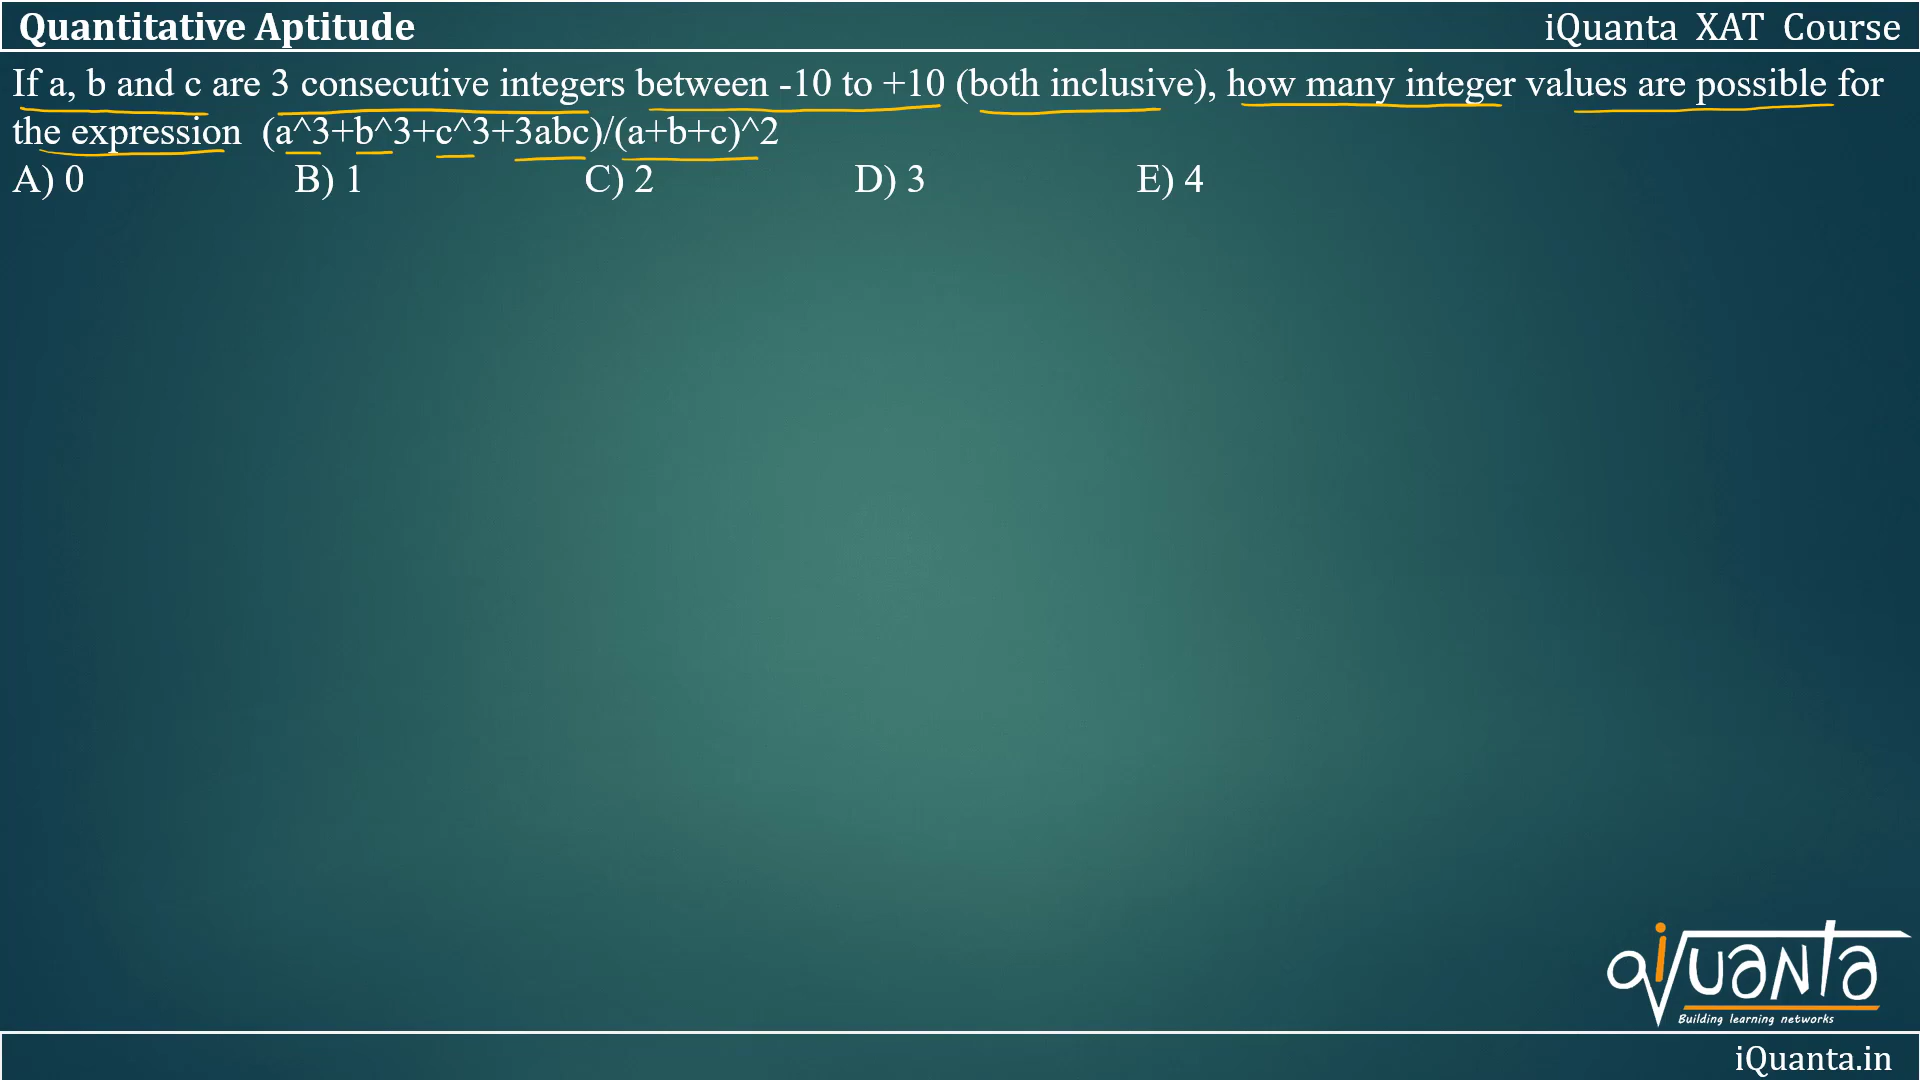 Quantitative Aptitude
iQuanta XAT Course
If a, b and c are 3 consecutive integers between -10 to +10 (both inclusive), how many integer values are possible for
the expression (a^3+b^3+c^3+3abc)/(a+b+c)^2
A) 0 B) 1 C) 2 D) 3 E) 4
iQuanta
Building learning networks
iQuanta.in